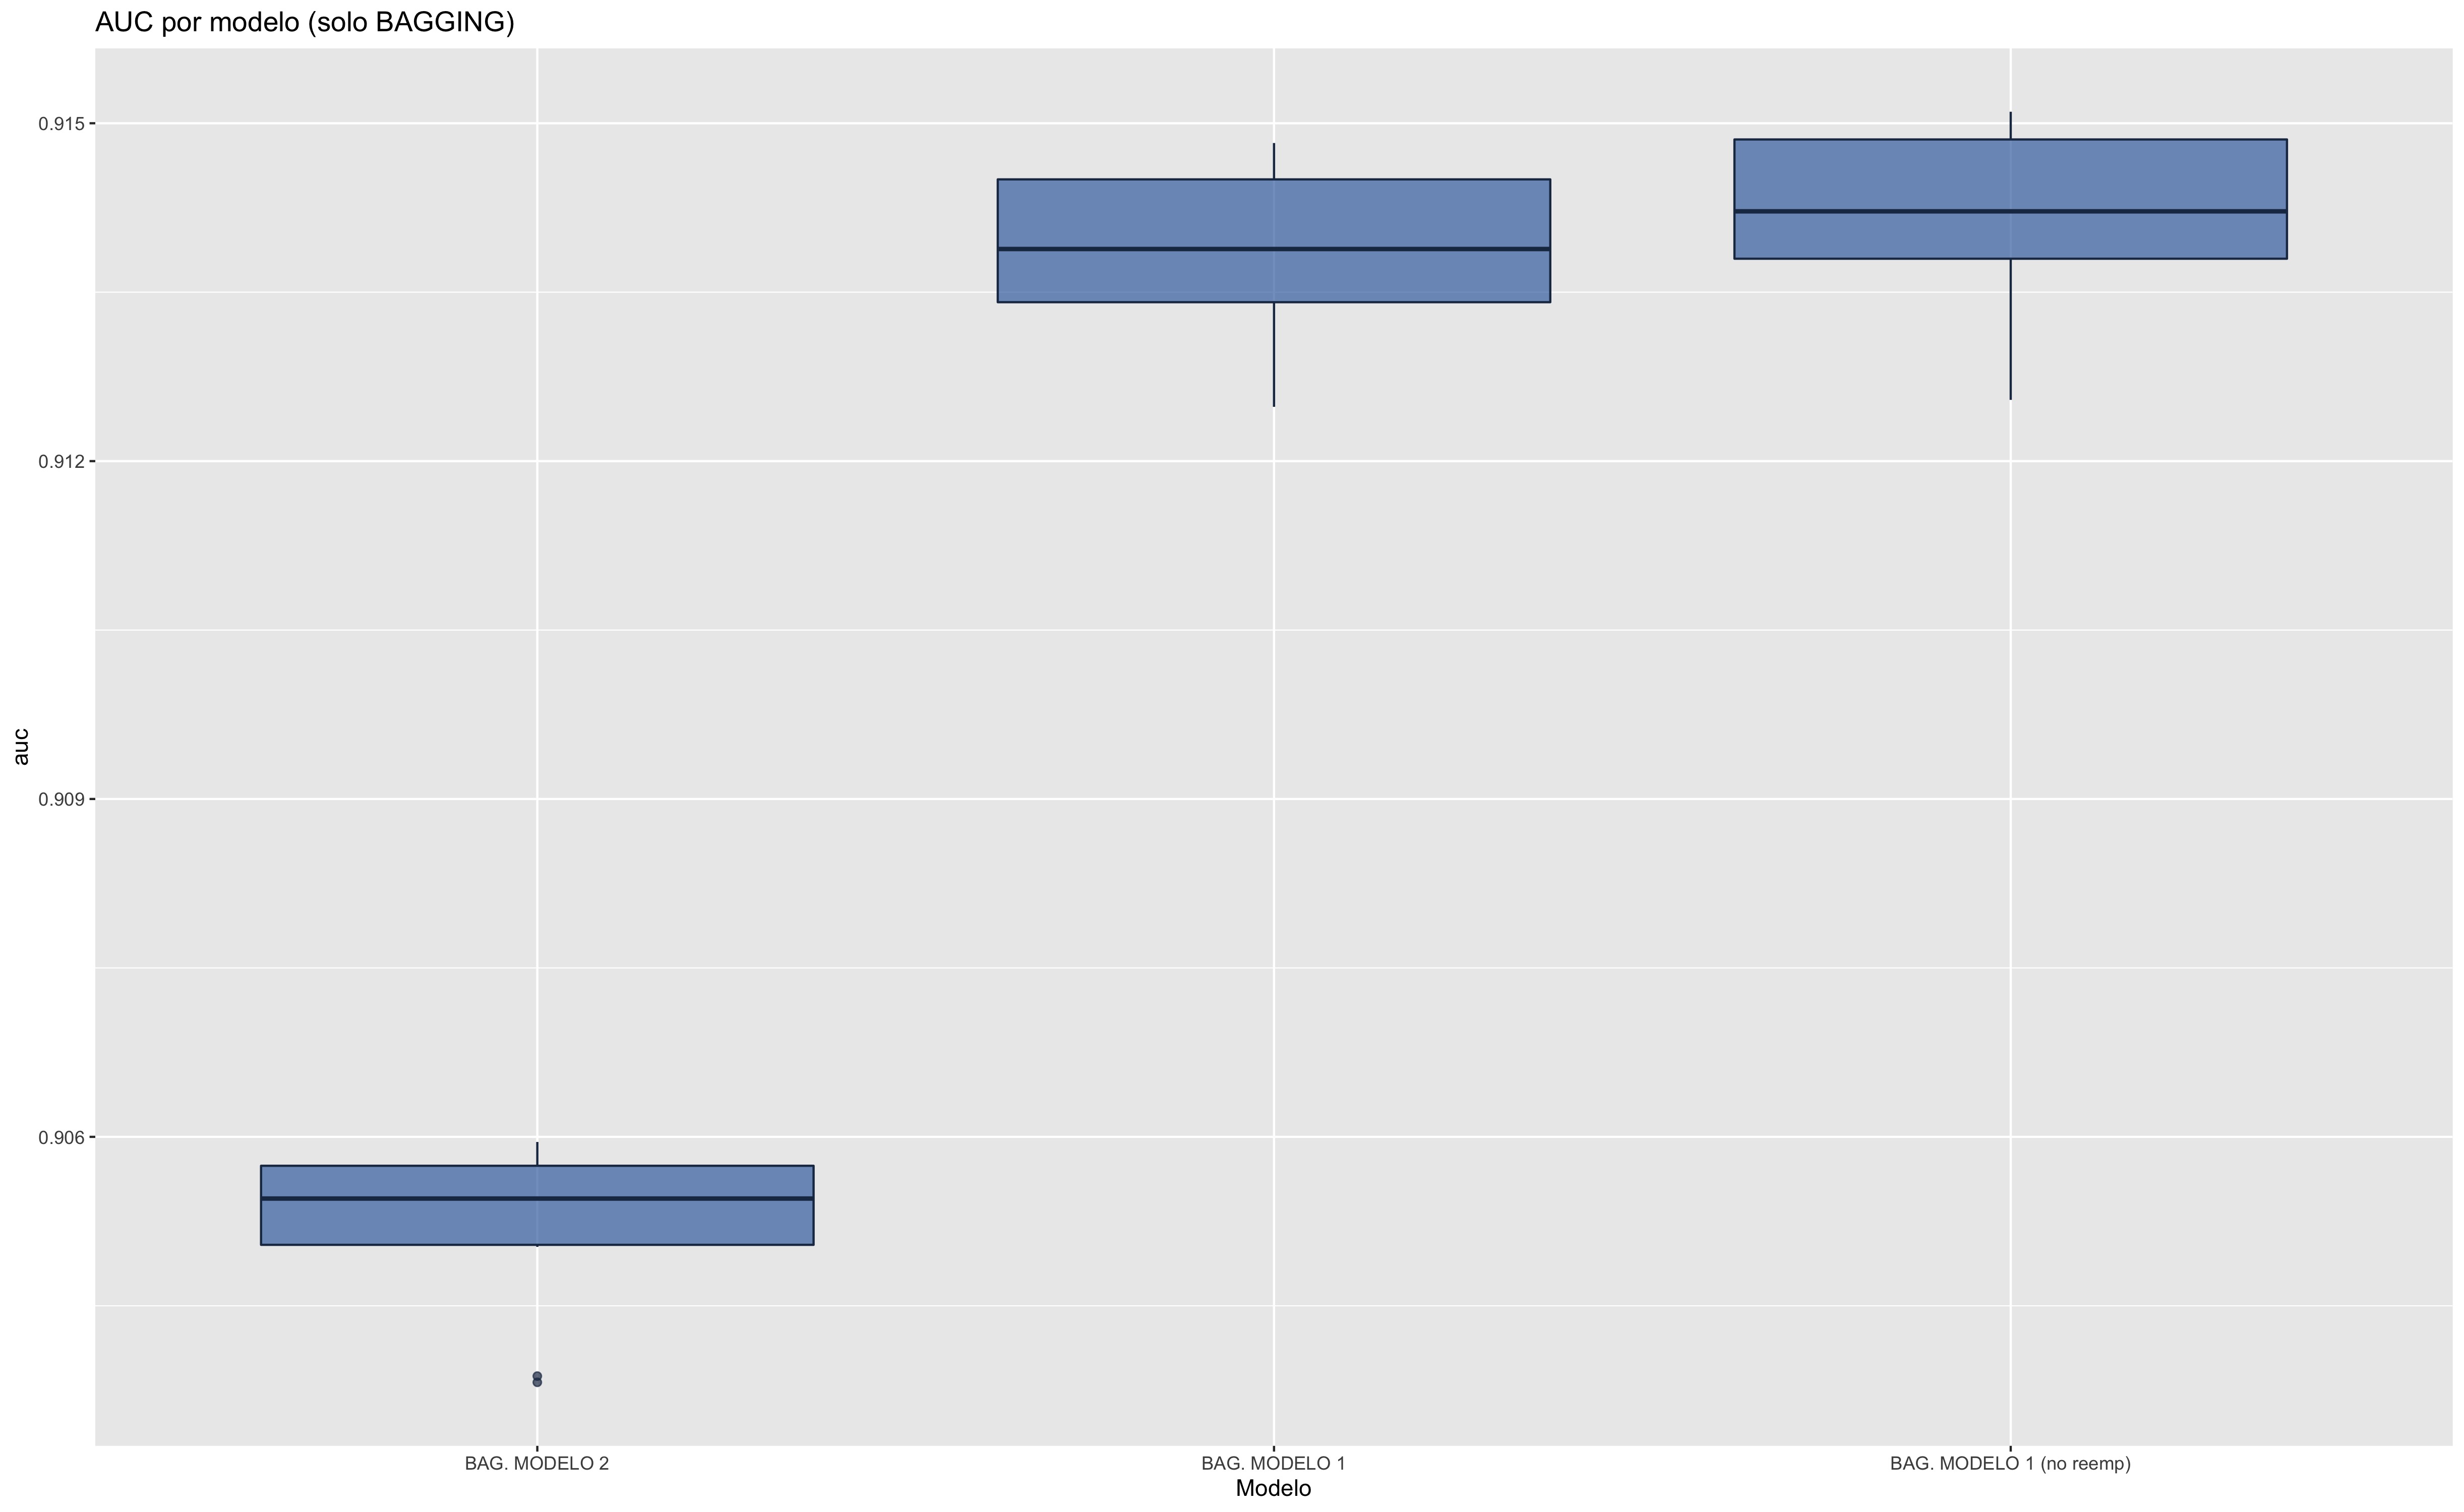 AUC por modelo (solo BAGGING)
auc
0.915
0.912
0.909
0.906
BAG. MODELO 2
BAG. MODELO 1
BAG. MODELO 1 (no reemp)
Modelo